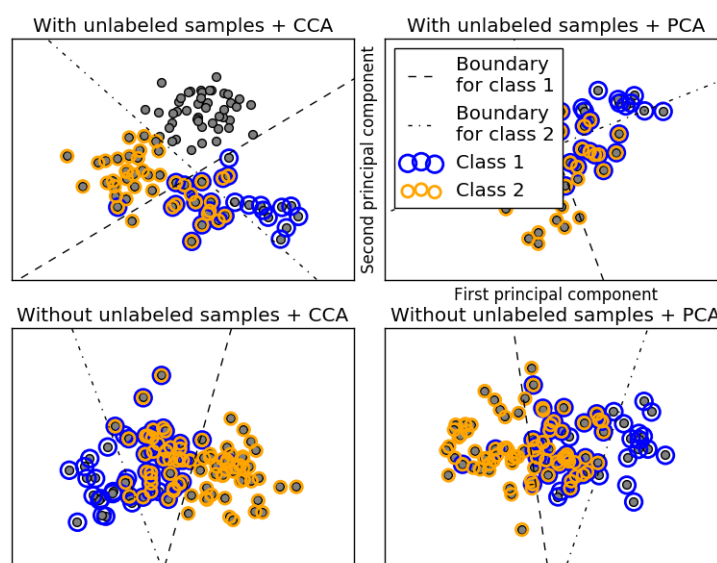 With unlabeled samples + CCA
With unlabeled samples + PCA
Second principal component
Boundary
for class 1
Boundary
for class 2
Class 1
Class 2
First principal component
Without unlabeled samples + CCA
Without unlabeled samples + PCA